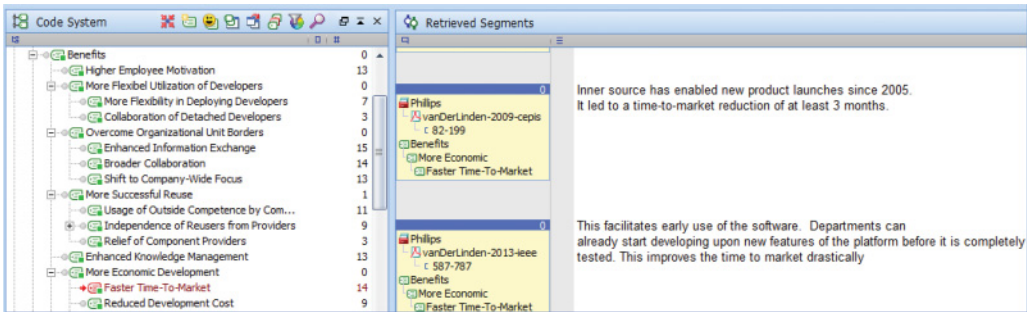 Code System
Retrieved Segments
Benefits 0
Higher Employee Motivation 13
More Flexibel Utilization of Developers 0
More Flexibility in Deploying Developers 7
Collaboration of Detached Developers 3
Overcome Organizational Unit Borders 0
Enhanced Information Exchange 15
Broader Collaboration 14
Shift to Company-Wide Focus 13
More Successful Reuse 1
Usage of Outside Competence by Com... 11
Independence of Reusers from Providers 9
Relief of Component Providers 3
Enhanced Knowledge Management 13
More Economic Development 0
Faster Time-To-Market 14
Reduced Development Cost 9
0
Phillips
vanDerLinden-2009-cepis
82-199
Benefits
More Economic
Faster Time-To-Market
Inner source has enabled new product launches since 2005.
It led to a time-to-market reduction of at least 3 months.
0
Philips
vanDerLinden-2013-ieee
587-787
Benefits
More Economic
Faster Time-To-Market
This facilitates early use of the software. Departments can
already start developing upon new features of the platform before it is completely
tested. This improves the time to market drastically